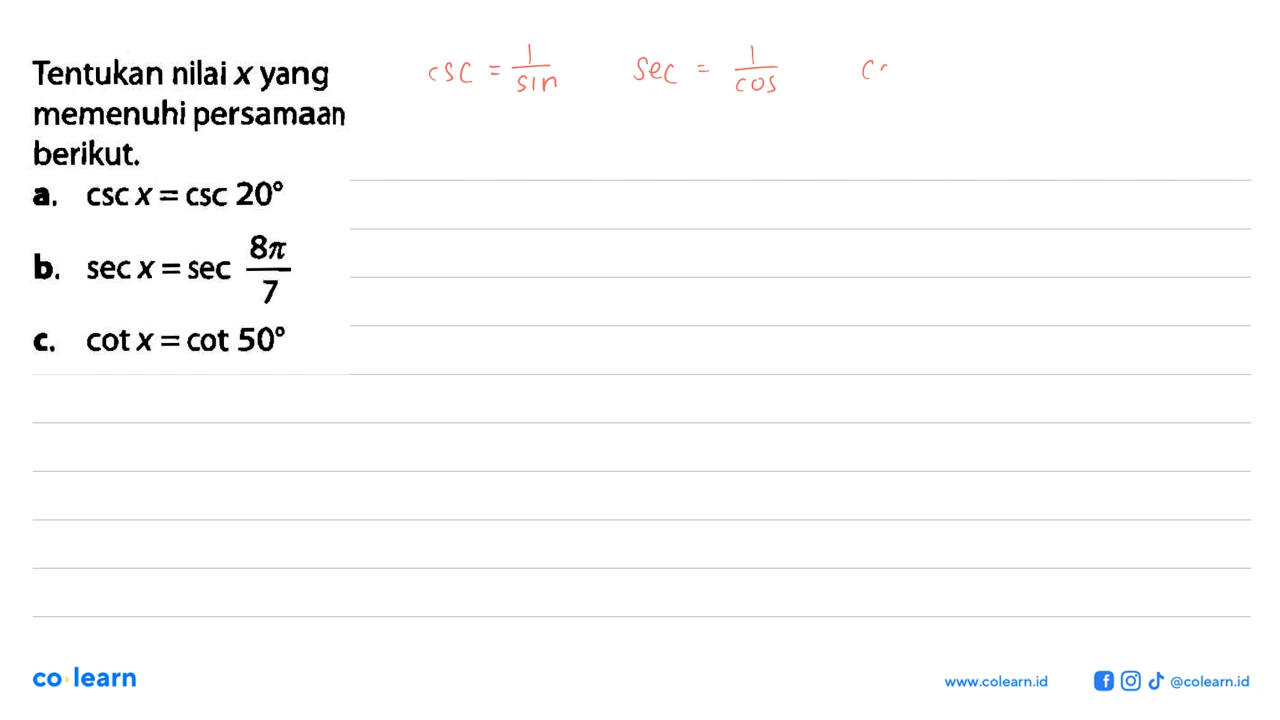 Tentukan nilai x yang
memenuhi persamaan
berikut.
a. csc x = csc 20°
b. sec x = sec 8π/7
c. cot x = cot 50°
csc = 1/sin sec = 1/cos
co·learn
www.colearn.id @colearn.id